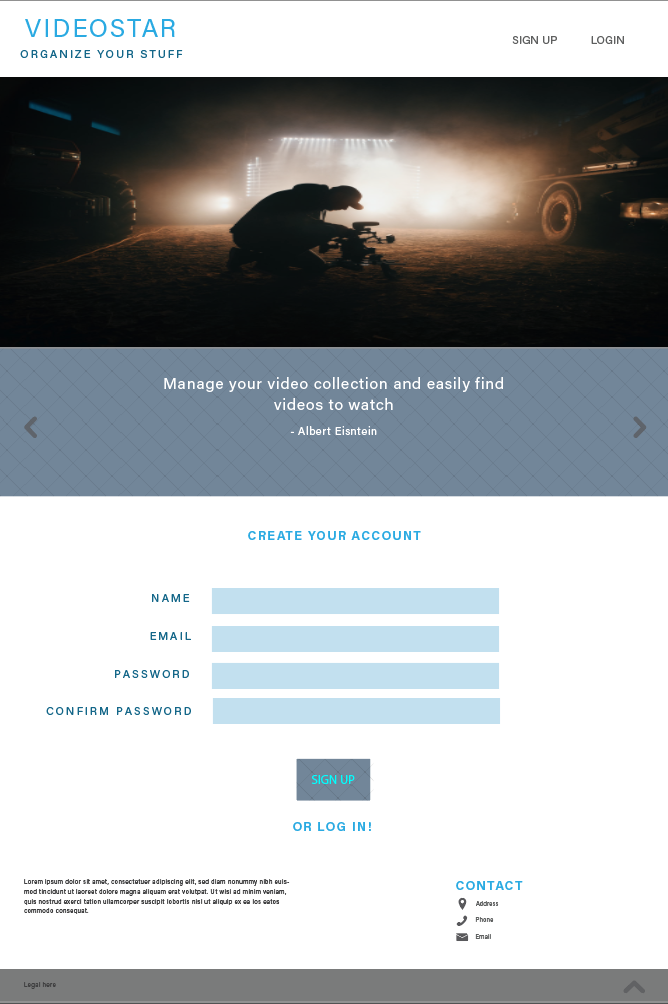 VIDEOSTAR
ORGANIZE YOUR STUFF
SIGN UP
LOGIN
Manage your video collection and easily find
videos to watch
- Albert Eisntein
CREATE YOUR ACCOUNT
NAME
EMAIL
PASSWORD
CONFIRM PASSWORD
SIGN UP
OR LOG IN!
Lorem ipsum dolor sit amet, consectetuer adipiscing elit, sed diam nonummy nibh euis-
mod tincidunt ut laoreet dolore magna aliquam erat volutpat. Ut wisi ad minim veniam,
quis nostrud exerci tation ullamcorper suscipit lobortis nisl ut aliquip ex ea los eatos
commodo consequat.
CONTACT
Address
Phone
Email
Legal here